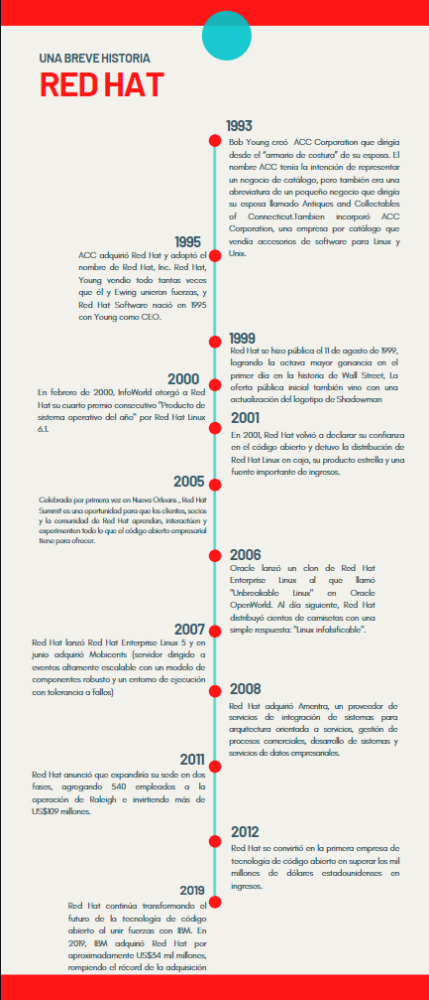 UNA BREVE HISTORIA
RED HAT
1993
Bob Young creó ACC Corporation que dirigía
desde el "armario de costura" de su esposa. El
nombre ACC tenía la intención de representar
un negocio de catálogo, pero también era una
abreviatura de un pequeño negocio que dirigía
su esposa llamado Antiques and Collectables
of Connecticut.Tambien incorporó ACC
Corporation, una empresa por catálogo que
vendía accesorios de software para Linux y
Unix.
1995
ACC adquirió Red Hat y adoptó el
nombre de Red Hat, Inc. Red Hat,
Young vendio todo tantas veces
que él y Ewing unieron fuerzas, y
Red Hat Software nació en 1995
con Young como CEO.
1999
Red Hat se hizo pública el 11 de agosto de 1999,
logrando la octava mayor ganancia en el
primer día en la historia de Wall Street, La
oferta pública inicial también vino con una
actualización del logotipo de Shadowman
2000
En febrero de 2000, InfoWorld otorgó a Red
Hat su cuarto premio consecutivo "Producto de
sistema operativo del año" por Red Hat Linux
6.1.
2001
En 2001, Red Hat volvió a declarar su confianza
en el código abierto y detuvo la distribución de
Red Hat Linux en caja, su producto estrella y una
fuente importante de ingresos.
2005
Celebrada por primera vez en Nueva Orleans , Red Hat
Summit es una oportunidad para que los clientes, socios
y la comunidad de Red Hat aprendan, interactúen y
experimenten todo lo que el código abierto empresarial
tiene para ofrecer.
2006
Oracle lanzó un clon de Red Hat
Enterprise Linux al que llamó
"Unbreakable Linux" en Oracle
OpenWorld. Al día siguiente, Red Hat
distribuyó cientos de camisetas con una
simple respuesta: "Linux infalsificable".
2007
Red Hat lanzó Red Hat Enterprise Linux 5 y en
junio adquirió Mobicents (servidor dirigido a
eventos altamente escalable con un modelo de
componentes robusto y un entorno de ejecución
con tolerancia a fallos)
2008
Red Hat adquirió Amentra, un proveedor de
servicios de integración de sistemas para
arquitectura orientada a servicios, gestión de
procesos comerciales, desarrollo de sistemas y
servicios de datos empresariales.
2011
Red Hat anunció que expandiría su sede en dos
fases, agregando 540 empleados a la
operación de Raleigh e invirtiendo más de
US$109 millones.
2012
Red Hat se convirtió en la primera empresa de
tecnología de código abierto en superar los mil
millones de dólares estadounidenses en
ingresos.
2019
Red Hat continúa transformando el
futuro de la tecnología de código
abierto al unir fuerzas con IBM. En
2019, IBM adquirió Red Hat por
aproximadamente US$34 mil millones,
rompiendo el récord de la adquisición